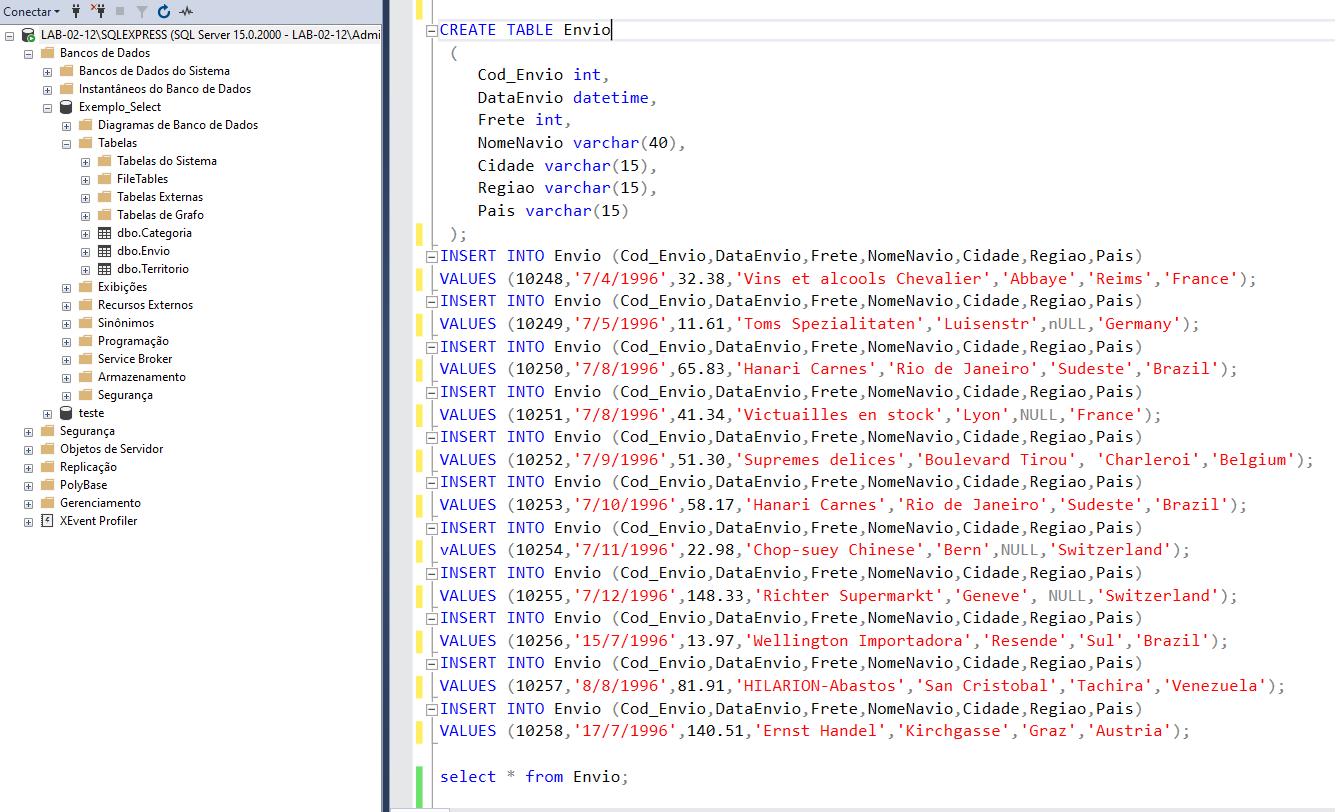 Conectar
LAB-02-12\SQLEXPRESS (SQL Server 15.0.2000 - LAB-02-12\Admi
Bancos de Dados
Bancos de Dados do Sistema
Instantâneos do Banco de Dados
Exemplo_Select
Diagramas de Banco de Dados
Tabelas
Tabelas do Sistema
FileTables
Tabelas Externas
Tabelas de Grafo
dbo.Categoria
dbo.Envio
dbo.Territorio
Exibições
Recursos Externos
Sinônimos
Programação
Service Broker
Armazenamento
Segurança
teste
Segurança
Objetos de Servidor
Replicação
PolyBase
Gerenciamento
XEvent Profiler
CREATE TABLE Envio
(
Cod_Envio int,
DataEnvio datetime,
Frete int,
NomeNavio varchar(40),
Cidade varchar(15),
Regiao varchar(15),
Pais varchar(15)
);
INSERT INTO Envio (Cod_Envio,DataEnvio,Frete,NomeNavio,Cidade,Regiao,Pais)
VALUES (10248,'7/4/1996',32.38,'Vins et alcools Chevalier','Abbaye','Reims','France');
INSERT INTO Envio (Cod_Envio,DataEnvio,Frete,NomeNavio,Cidade,Regiao,Pais)
VALUES (10249,'7/5/1996',11.61,'Toms Spezialitaten','Luisenstr',nULL,'Germany');
INSERT INTO Envio (Cod_Envio,DataEnvio,Frete,NomeNavio,Cidade,Regiao,Pais)
VALUES (10250,'7/8/1996',65.83,'Hanari Carnes','Rio de Janeiro','Sudeste','Brazil');
INSERT INTO Envio (Cod_Envio,DataEnvio,Frete,NomeNavio,Cidade,Regiao,Pais)
VALUES (10251,'7/8/1996',41.34,'Victuailles en stock','Lyon',NULL,'France');
INSERT INTO Envio (Cod_Envio,DataEnvio,Frete,NomeNavio,Cidade,Regiao,Pais)
VALUES (10252,'7/9/1996',51.30,'Supremes delices','Boulevard Tirou', 'Charleroi','Belgium');
INSERT INTO Envio (Cod_Envio,DataEnvio,Frete,NomeNavio,Cidade,Regiao,Pais)
VALUES (10253,'7/10/1996',58.17,'Hanari Carnes','Rio de Janeiro','Sudeste','Brazil');
INSERT INTO Envio (Cod_Envio,DataEnvio,Frete,NomeNavio,Cidade,Regiao,Pais)
vALUES (10254,'7/11/1996',22.98,'Chop-suey Chinese','Bern',NULL,'Switzerland');
INSERT INTO Envio (Cod_Envio,DataEnvio,Frete,NomeNavio,Cidade,Regiao,Pais)
VALUES (10255,'7/12/1996',148.33,'Richter Supermarkt','Geneve', NULL,'Switzerland');
INSERT INTO Envio (Cod_Envio,DataEnvio,Frete,NomeNavio,Cidade,Regiao,Pais)
VALUES (10256,'15/7/1996',13.97,'Wellington Importadora','Resende','Sul','Brazil');
INSERT INTO Envio (Cod_Envio,DataEnvio,Frete,NomeNavio,Cidade,Regiao,Pais)
VALUES (10257,'8/8/1996',81.91,'HILARION-Abastos','San Cristobal','Tachira','Venezuela');
INSERT INTO Envio (Cod_Envio,DataEnvio,Frete,NomeNavio,Cidade,Regiao,Pais)
VALUES (10258,'17/7/1996',140.51,'Ernst Handel','Kirchgasse','Graz','Austria');
select * from Envio;